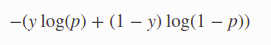 −(y log(p) + (1 − y) log(1 − p))